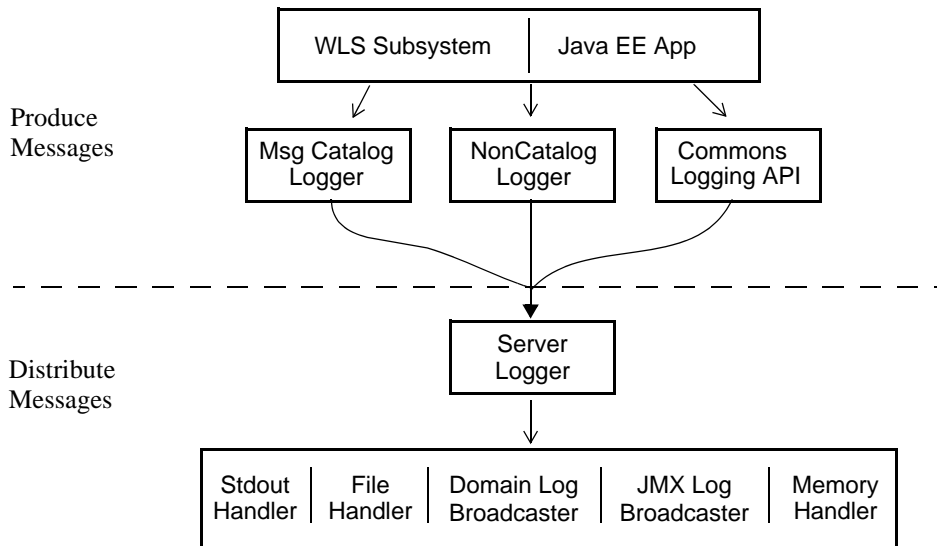 WLS Subsystem
Java EE App
Produce
Messages
Msg Catalog
Logger
NonCatalog
Logger
Commons
Logging API
Distribute
Messages
Server
Logger
Stdout
Handler
File
Handler
Domain Log
Broadcaster
JMX Log
Broadcaster
Memory
Handler